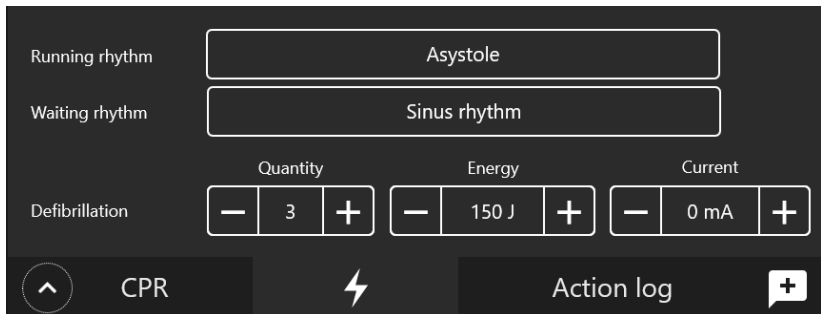 Running rhythm Asystole
Waiting rhythm Sinus rhythm
Quantity Energy Current
Defibrillation − 3 + − 150 J + − 0 mA +
CPR Action log